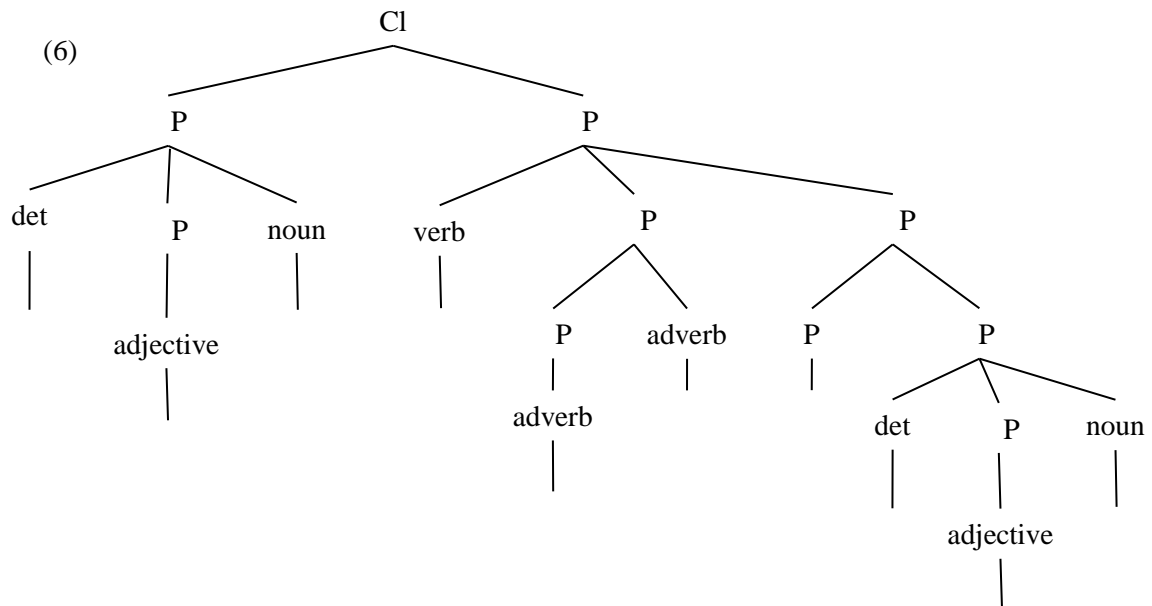 Cl
(6)
P P
det P noun verb P P
adjective P adverb P P
adverb det P noun
adjective